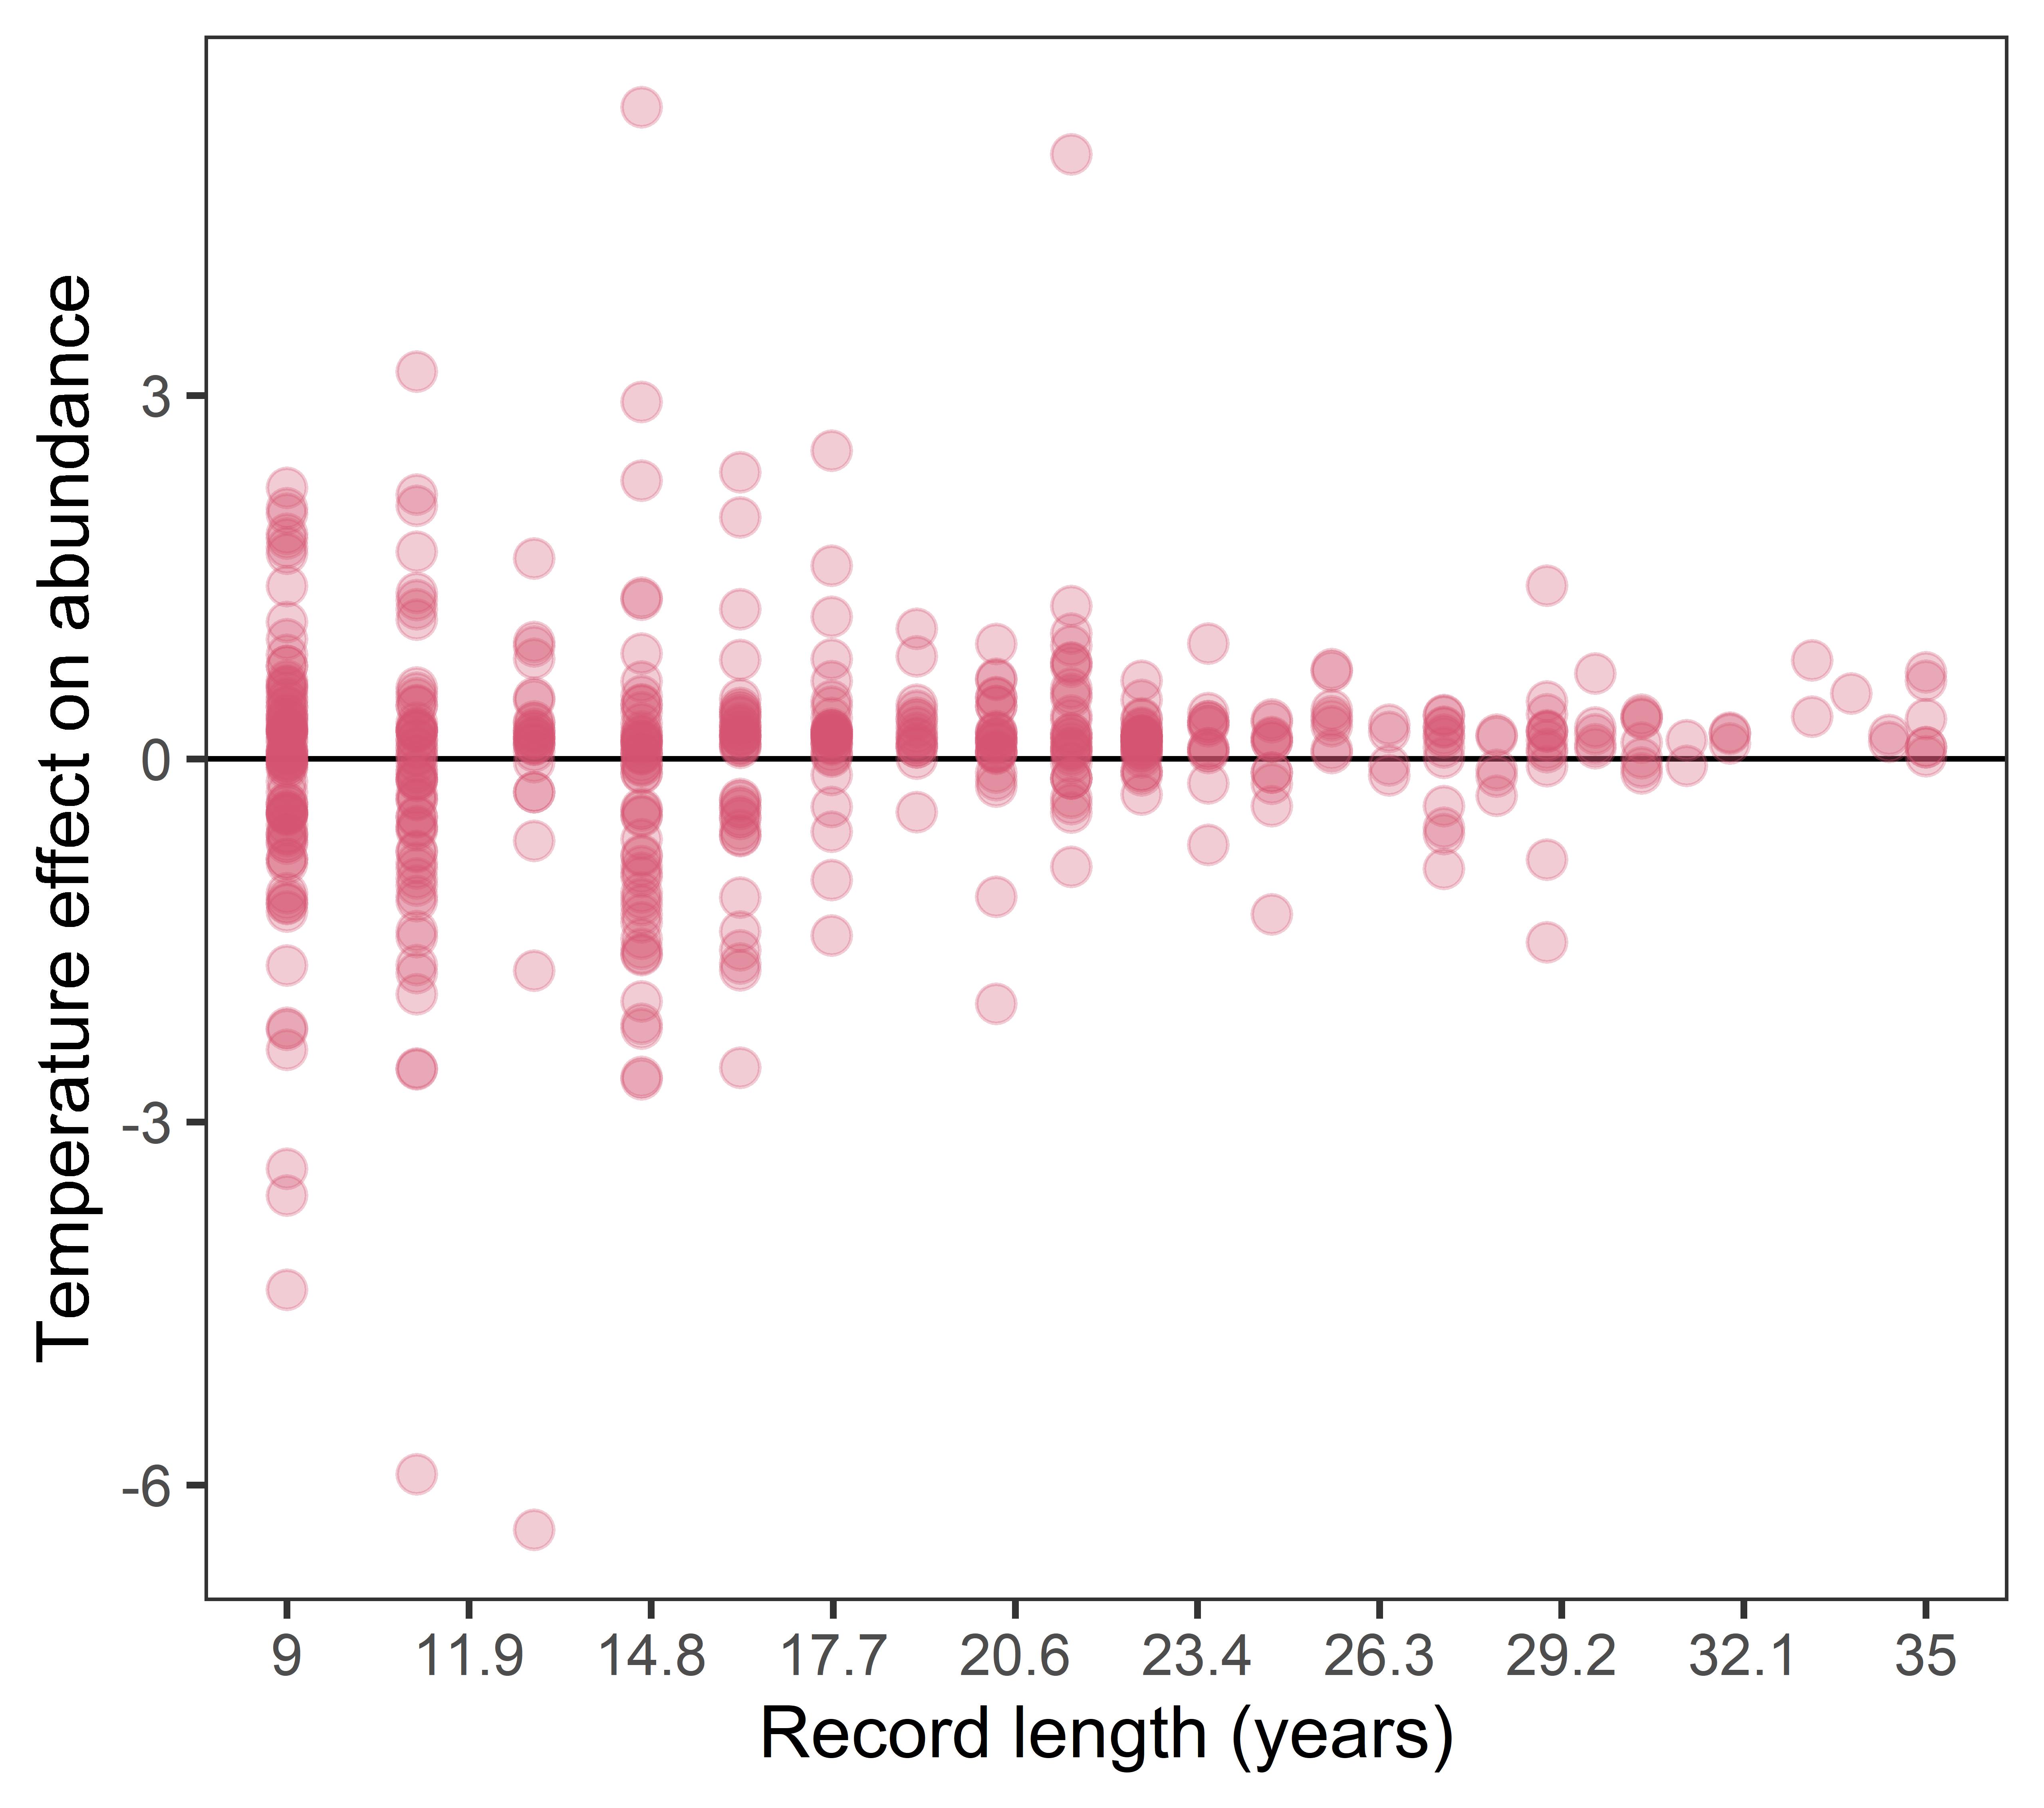 Temperature effect on abundance
3
0
-3
-6
9 11.9 14.8 17.7 20.6 23.4 26.3 29.2 32.1 35
Record length (years)